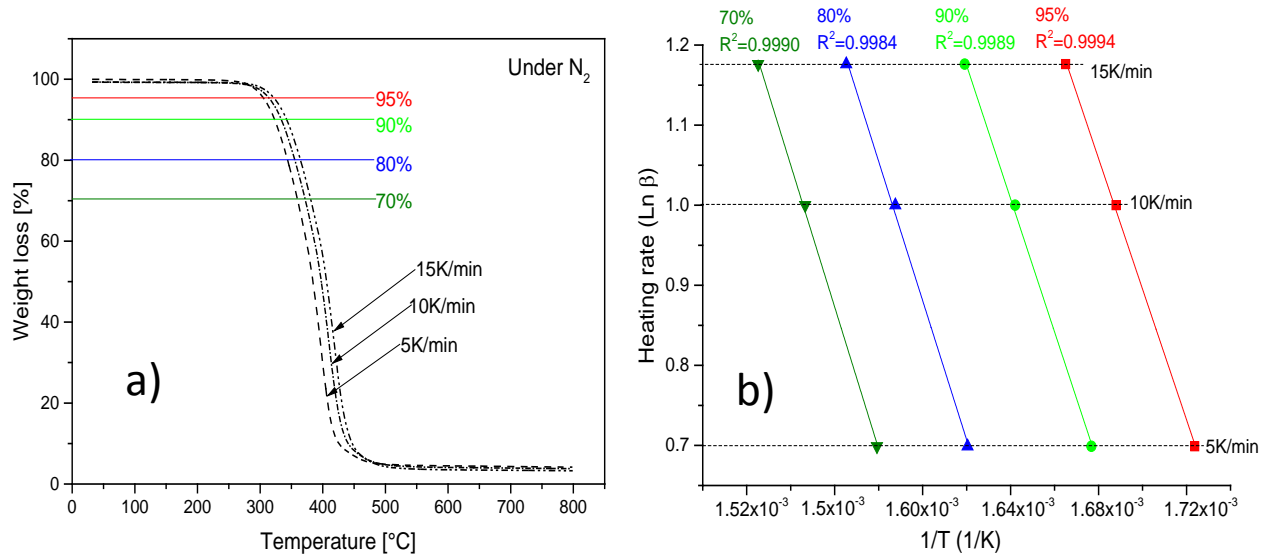 Under N2
95%
90%
80%
70%
15K/min
10K/min
5K/min
a)
Weight loss [%]
100
80
60
40
20
0
0 100 200 300 400 500 600 700 800
Temperature [°C]
70% 80% 90% 95%
R²=0.9990 R²=0.9984 R²=0.9989 R²=0.9994
15K/min
10K/min
5K/min
b)
Heating rate (Ln β)
1.2
1.1
1.0
0.9
0.8
0.7
1.52x10⁻³ 1.5x10⁻³ 1.60x10⁻³ 1.64x10⁻³ 1.68x10⁻³ 1.72x10⁻³
1/T (1/K)